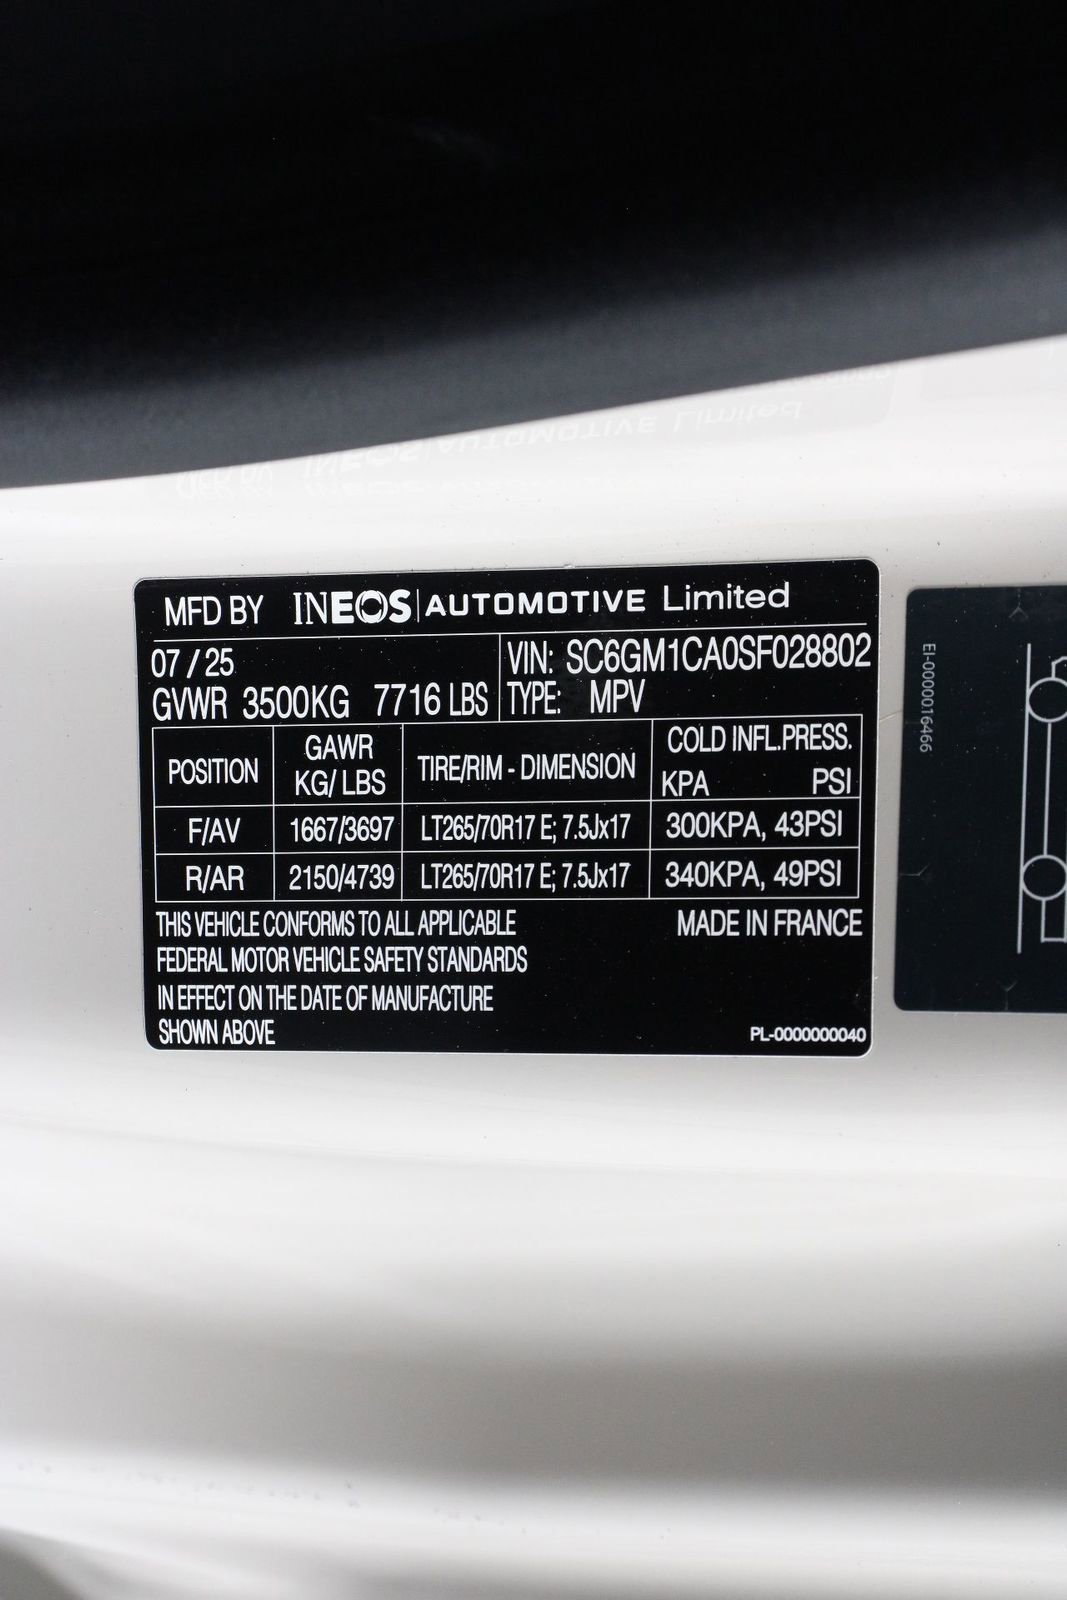 MFD BY INEOS AUTOMOTIVE Limited
07 / 25
GVWR 3500KG 7716 LBS
VIN: SC6GM1CA0SF028802
TYPE: MPV
POSITION GAWR KG/ LBS TIRE/RIM - DIMENSION COLD INFL.PRESS. KPA PSI
F/AV 1667/3697 LT265/70R17 E; 7.5Jx17 300KPA, 43PSI
R/AR 2150/4739 LT265/70R17 E; 7.5Jx17 340KPA, 49PSI
THIS VEHICLE CONFORMS TO ALL APPLICABLE
FEDERAL MOTOR VEHICLE SAFETY STANDARDS
IN EFFECT ON THE DATE OF MANUFACTURE
SHOWN ABOVE
MADE IN FRANCE
PL-0000000040
EI-0000016466